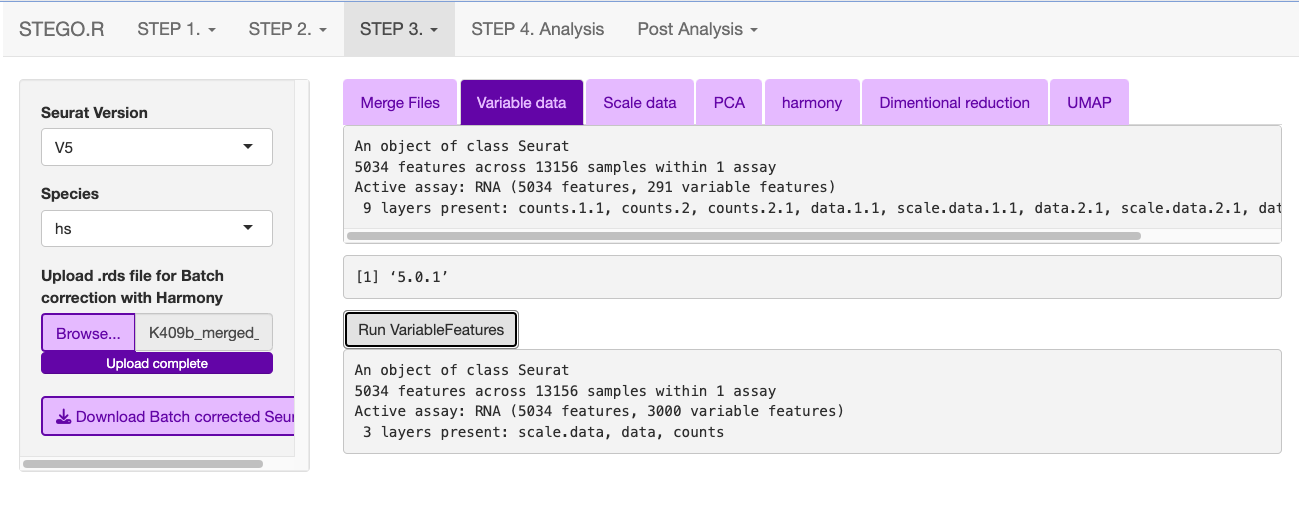 STEGO.R STEP 1. STEP 2. STEP 3. STEP 4. Analysis Post Analysis
Seurat Version
V5
Species
hs
Upload .rds file for Batch
correction with Harmony
Browse... K409b_merged_
Upload complete
Download Batch corrected Seur
Merge Files Variable data Scale data PCA harmony Dimentional reduction UMAP
An object of class Seurat
5034 features across 13156 samples within 1 assay
Active assay: RNA (5034 features, 291 variable features)
9 layers present: counts.1.1, counts.2, counts.2.1, data.1.1, scale.data.1.1, data.2.1, scale.data.2.1, dat
[1] ‘5.0.1’
Run VariableFeatures
An object of class Seurat
5034 features across 13156 samples within 1 assay
Active assay: RNA (5034 features, 3000 variable features)
3 layers present: scale.data, data, counts